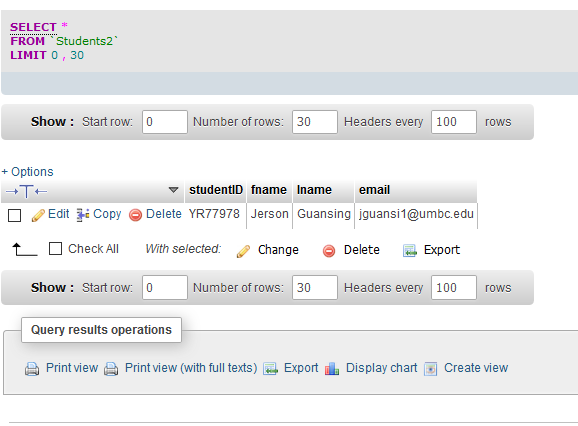 SELECT *
FROM `Students2`
LIMIT 0 , 30
Show : Start row: 0 Number of rows: 30 Headers every 100 rows
+ Options
←T→ studentID fname lname email
Edit Copy Delete YR77978 Jerson Guansing jguansi1@umbc.edu
Check All With selected: Change Delete Export
Show : Start row: 0 Number of rows: 30 Headers every 100 rows
Query results operations
Print view Print view (with full texts) Export Display chart Create view